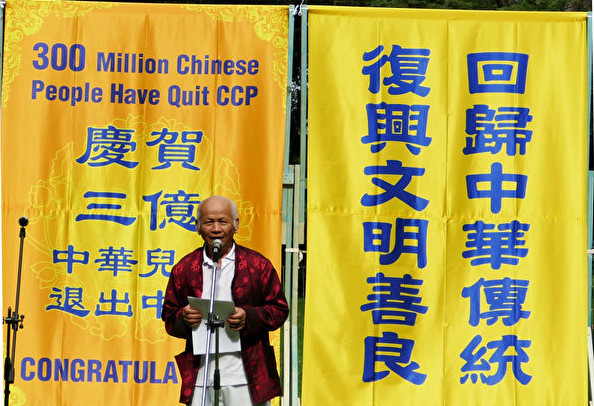 300 Million Chinese
People Have Quit CCP
慶賀
三億
中華兒
退出中
CONGRATULA
回歸中華傳統
復興文明善良